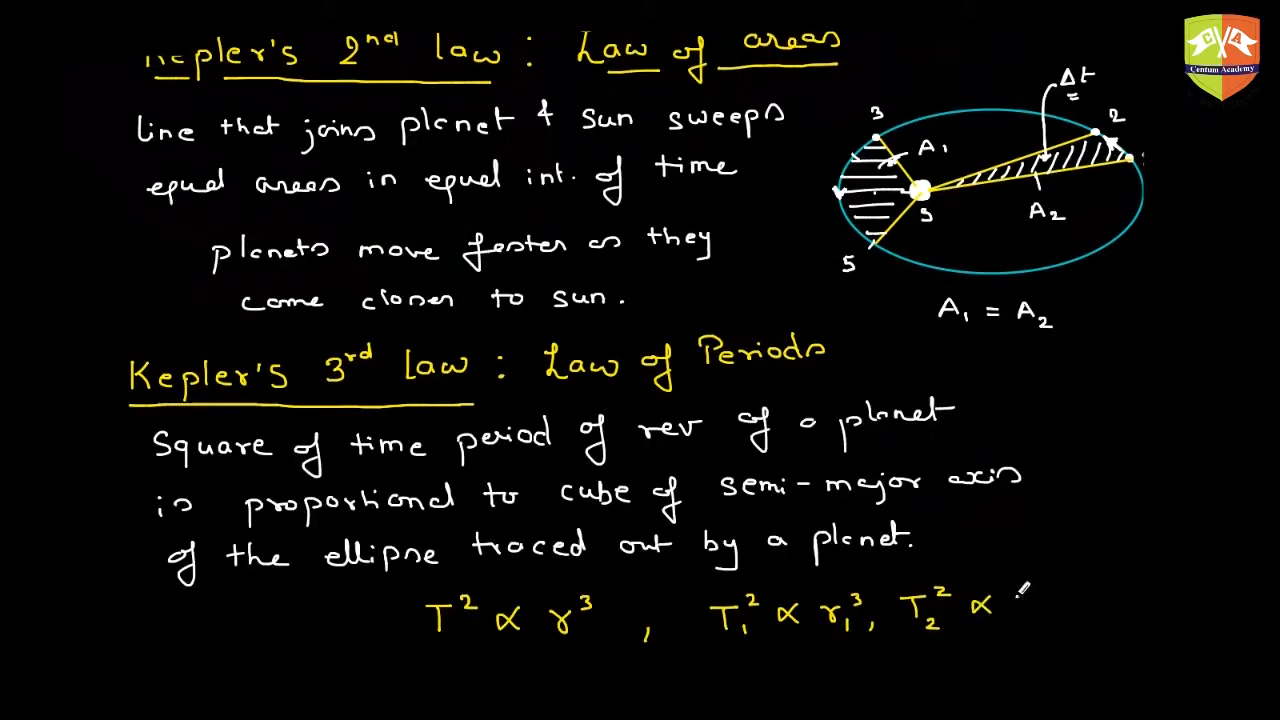 Kepler's 2nd law : Law of areas
line that joins planet & sun sweeps
equal areas in equal int. of time
planets move faster as they
come closer to sun.
Δt
=
3
2
A₁
S
A₂
5
A₁ = A₂
Kepler's 3rd law : Law of Periods
Square of time period of rev of a planet
is proportional to cube of semi-major axis
of the ellipse traced out by a planet.
T² ∝ r³ , T₁² ∝ r₁³, T₂² ∝
C A
Centum Academy